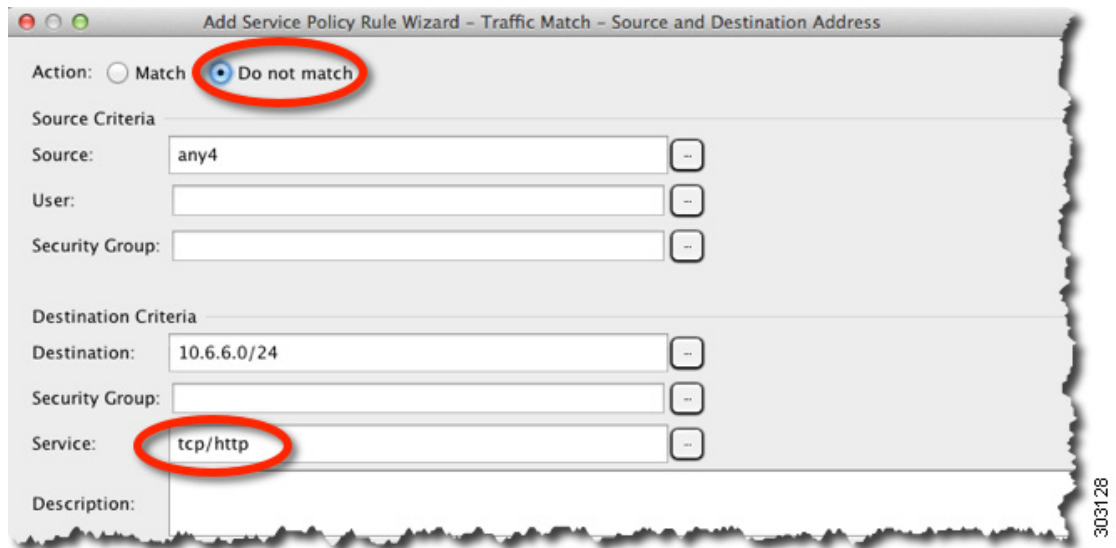 Add Service Policy Rule Wizard – Traffic Match – Source and Destination Address
Action: Match Do not match
Source Criteria
Source: any4 ...
User: ...
Security Group: ...
Destination Criteria
Destination: 10.6.6.0/24 ...
Security Group: ...
Service: tcp/http ...
Description:
303128